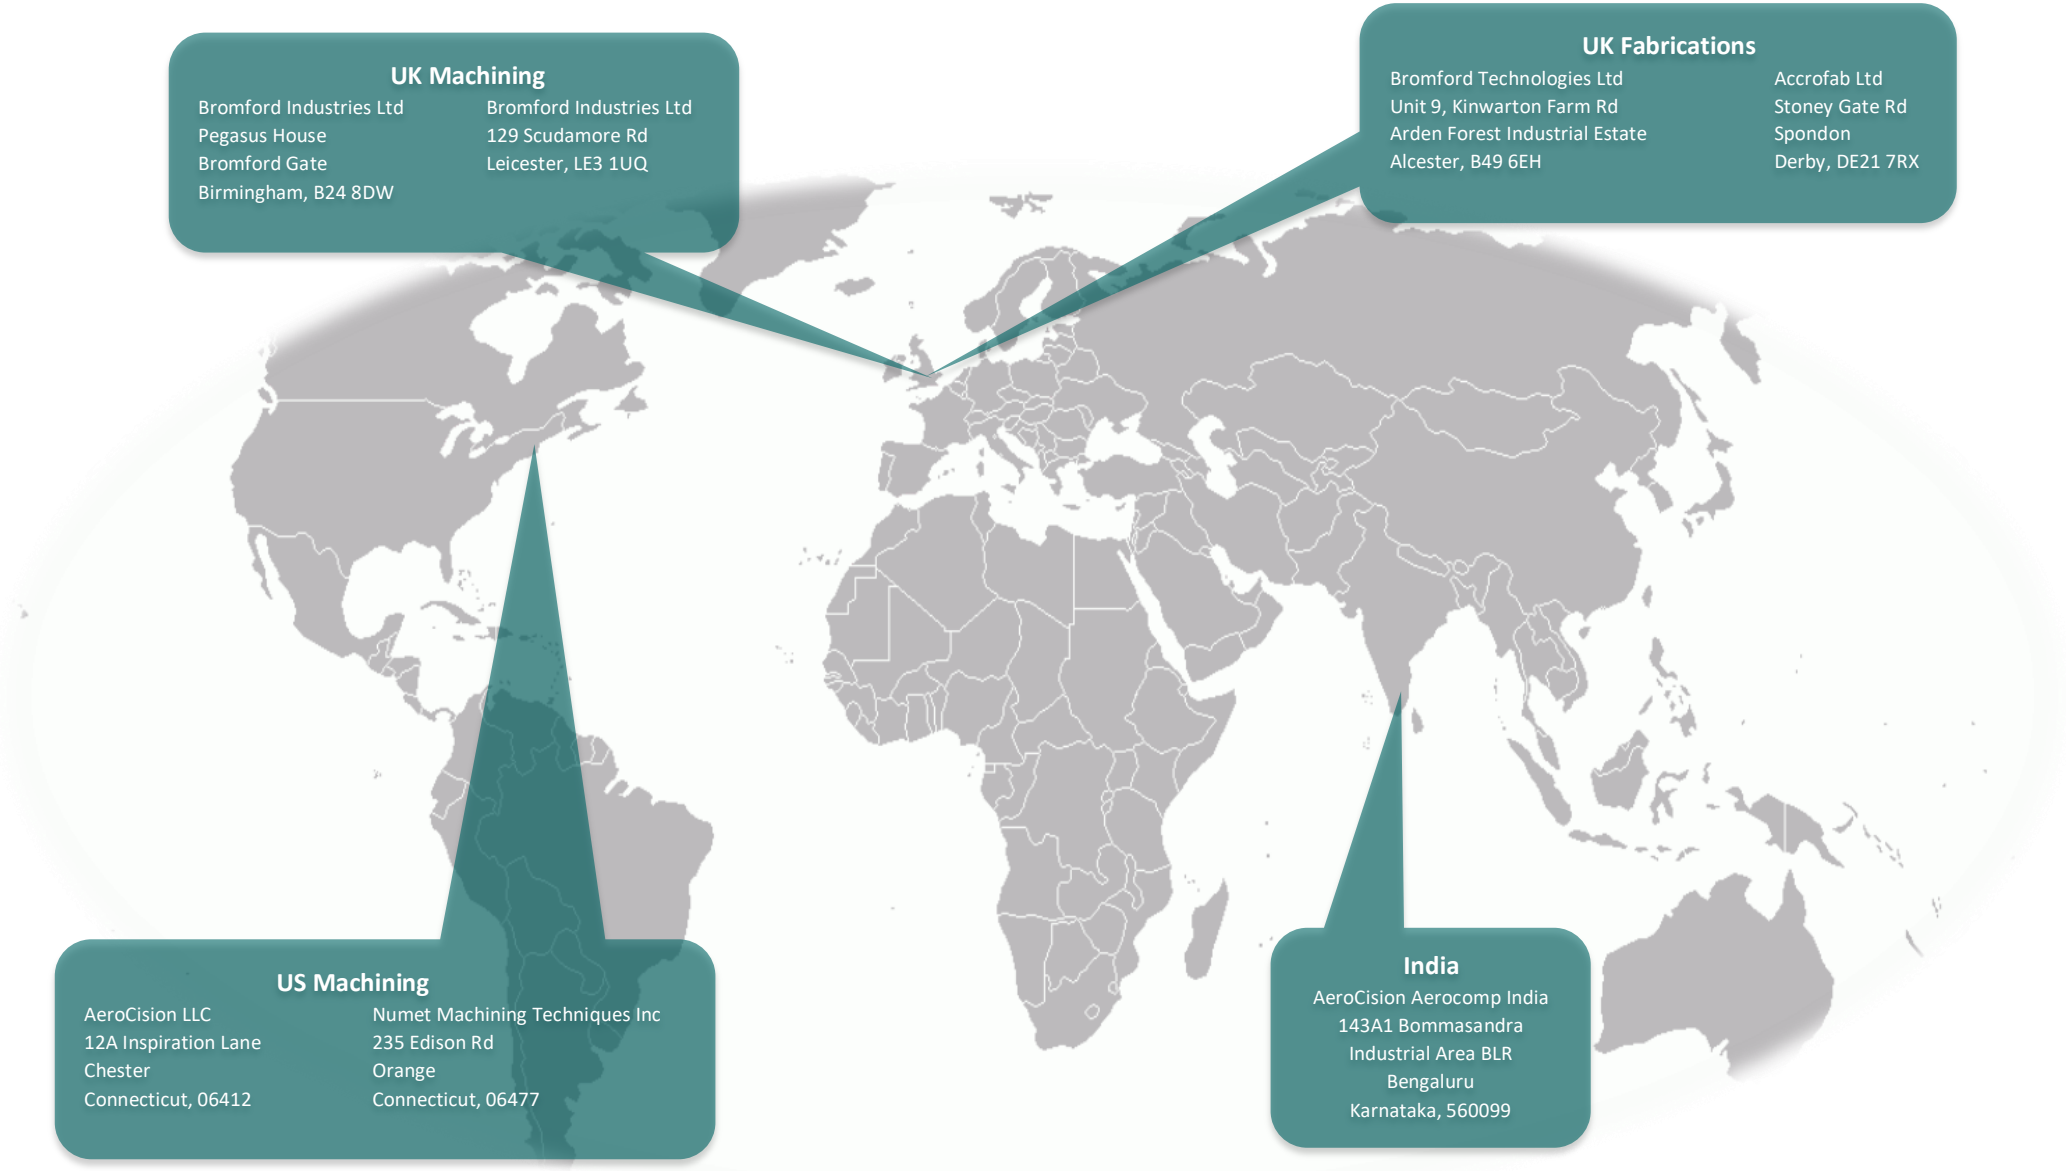 UK Machining
Bromford Industries Ltd
Pegasus House
Bromford Gate
Birmingham, B24 8DW
Bromford Industries Ltd
129 Scudamore Rd
Leicester, LE3 1UQ
UK Fabrications
Bromford Technologies Ltd
Unit 9, Kinwarton Farm Rd
Arden Forest Industrial Estate
Alcester, B49 6EH
Accrofab Ltd
Stoney Gate Rd
Spondon
Derby, DE21 7RX
US Machining
AeroCision LLC
12A Inspiration Lane
Chester
Connecticut, 06412
Numet Machining Techniques Inc
235 Edison Rd
Orange
Connecticut, 06477
India
AeroCision Aerocomp India
143A1 Bommasandra
Industrial Area BLR
Bengaluru
Karnataka, 560099